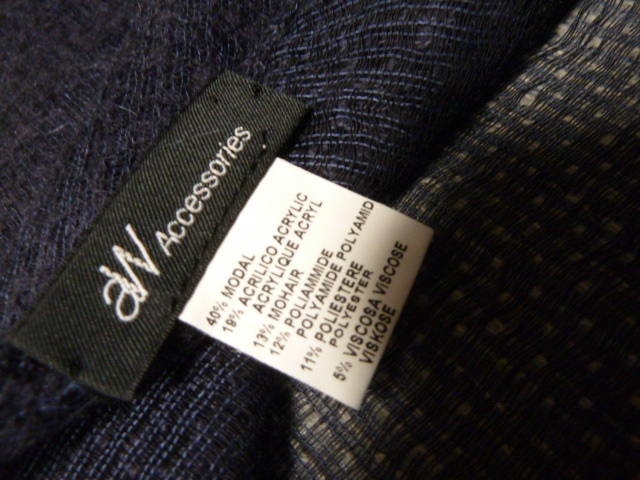 aW Accessories
40% MODAL
19% ACRILICO ACRYLIC
ACRYLIQUE ACRYL
13% MOHAIR
12% POLIAMMIDE
POLYAMIDE POLYAMID
11% POLIESTERE
POLYESTER
5% VISCOSA VISCOSE
VISKOSE